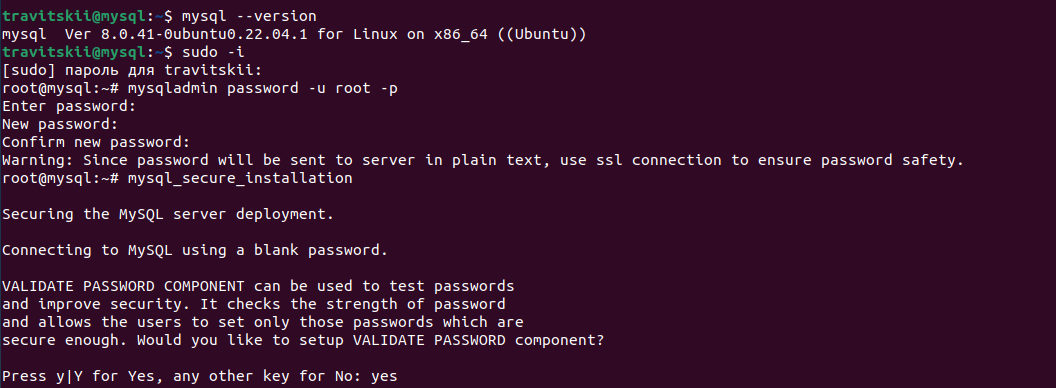 travitskii@mysql:~$ mysql --version
mysql  Ver 8.0.41-0ubuntu0.22.04.1 for Linux on x86_64 ((Ubuntu))
travitskii@mysql:~$ sudo -i
[sudo] пароль для travitskii:
root@mysql:~# mysqladmin password -u root -p
Enter password:
New password:
Confirm new password:
Warning: Since password will be sent to server in plain text, use ssl connection to ensure password safety.
root@mysql:~# mysql_secure_installation
Securing the MySQL server deployment.
Connecting to MySQL using a blank password.
VALIDATE PASSWORD COMPONENT can be used to test passwords
and improve security. It checks the strength of password
and allows the users to set only those passwords which are
secure enough. Would you like to setup VALIDATE PASSWORD component?
Press y|Y for Yes, any other key for No: yes